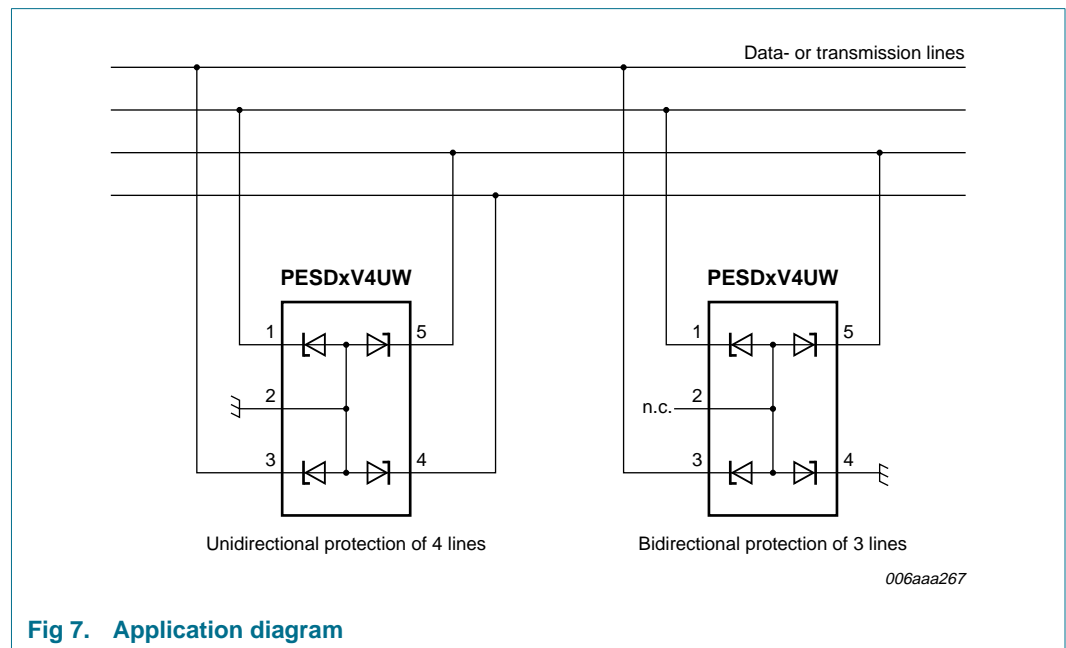 Data- or transmission lines
PESDxV4UW
PESDxV4UW
1
5
1
5
2
n.c.
2
3
4
3
4
Unidirectional protection of 4 lines
Bidirectional protection of 3 lines
006aaa267
Fig 7. Application diagram